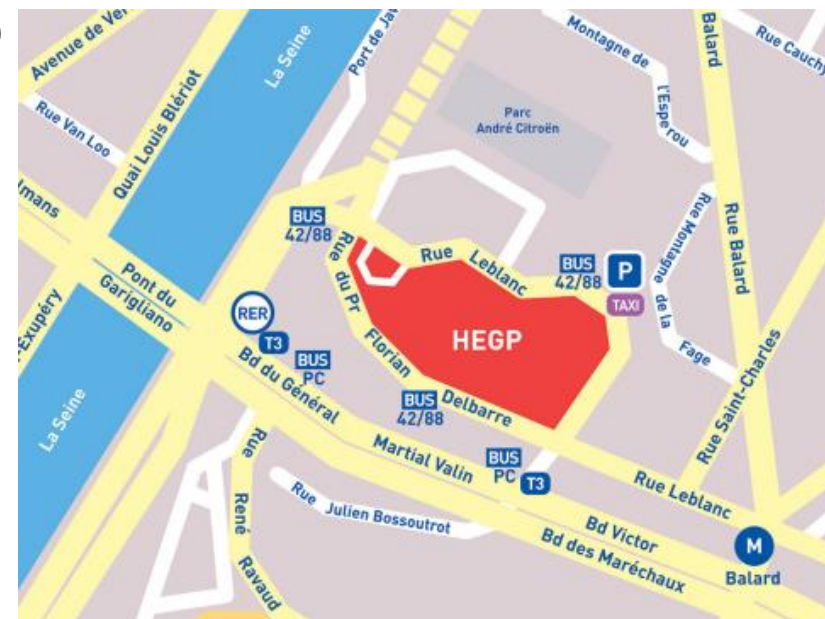 Avenue de Ver
Rue Van Loo
Quai Louis Blériot
La Seine
Port de Jav
Montagne de
l'Espérou
Balard
Rue Cauchy
Parc
André Citroën
lmans
Pont du
Garigliano
-Exupéry
La Seine
BUS
42/88
Rue
du Pr
Florian
Delbarre
Rue
Leblanc
BUS
42/88
P
TAXI
Rue Montagne
de la
Fage
Rue Balard
Rue Saint-Charles
HEGP
RER
T3
BUS
PC
Bd du Général
Martial Valin
BUS
42/88
BUS
PC
T3
Rue
René
Ravaud
Rue
Julien Bossoutrot
Rue Leblanc
Bd Victor
Bd des Maréchaux
M
Balard